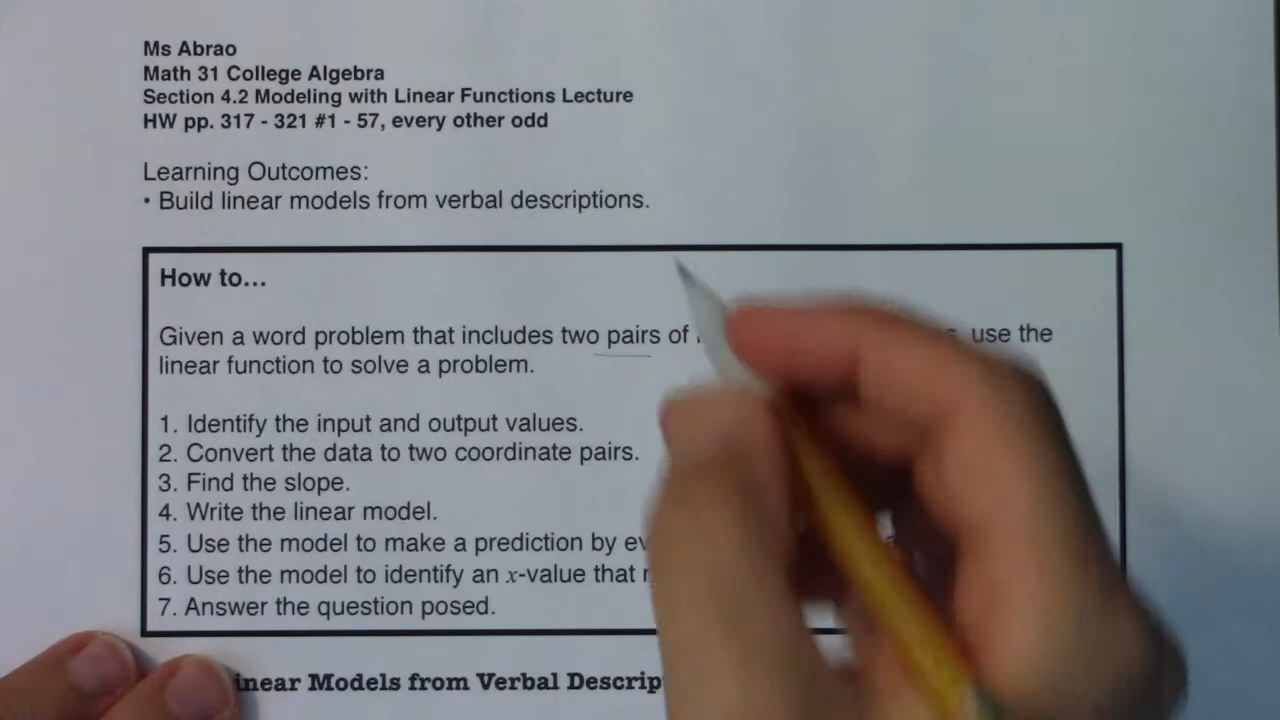 Ms Abrao
Math 31 College Algebra
Section 4.2 Modeling with Linear Functions Lecture
HW pp. 317 - 321 #1 - 57, every other odd
Learning Outcomes:
• Build linear models from verbal descriptions.
How to...
Given a word problem that includes two pairs of use the
linear function to solve a problem.
1. Identify the input and output values.
2. Convert the data to two coordinate pairs.
3. Find the slope.
4. Write the linear model.
5. Use the model to make a prediction by
6. Use the model to identify an x-value that
7. Answer the question posed.
Models from Verbal